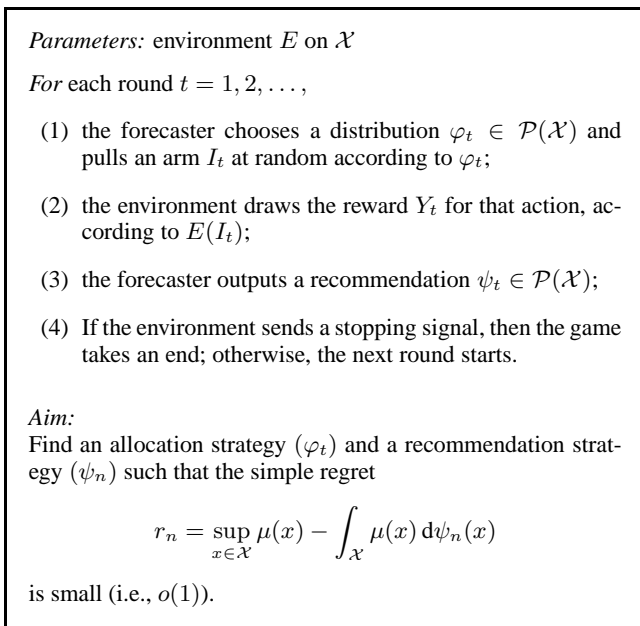 Parameters: environment E on 𝒳
For each round t = 1, 2, . . . ,
(1) the forecaster chooses a distribution φ_t ∈ 𝒫(𝒳) and
pulls an arm I_t at random according to φ_t;
(2) the environment draws the reward Y_t for that action, ac-
cording to E(I_t);
(3) the forecaster outputs a recommendation ψ_t ∈ 𝒫(𝒳);
(4) If the environment sends a stopping signal, then the game
takes an end; otherwise, the next round starts.
Aim:
Find an allocation strategy (φ_t) and a recommendation strat-
egy (ψ_n) such that the simple regret
r_n = sup_{x∈𝒳} μ(x) − ∫_𝒳 μ(x) dψ_n(x)
is small (i.e., o(1)).